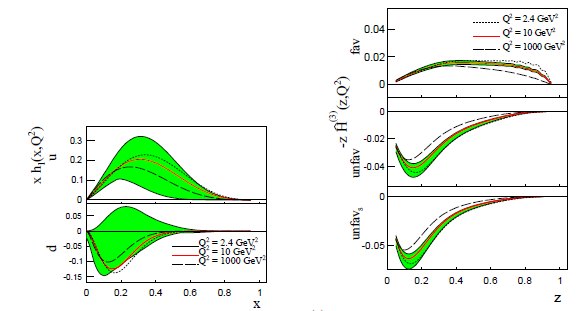 Q² = 2.4 GeV²
Q² = 10 GeV²
Q² = 1000 GeV²
0.04
0.02
0
fav
0
-0.02
-0.04
unfav
0
-0.05
unfavₛ
-z Ĥ⁽³⁾(z,Q²)
0 0.2 0.4 0.6 0.8 1
z
x h₁(x,Q²)
u
0.3
0.2
0.1
0
d
0.05
0
-0.05
-0.1
-0.15
Q² = 2.4 GeV²
Q² = 10 GeV²
Q² = 1000 GeV²
0 0.2 0.4 0.6 0.8 1
x